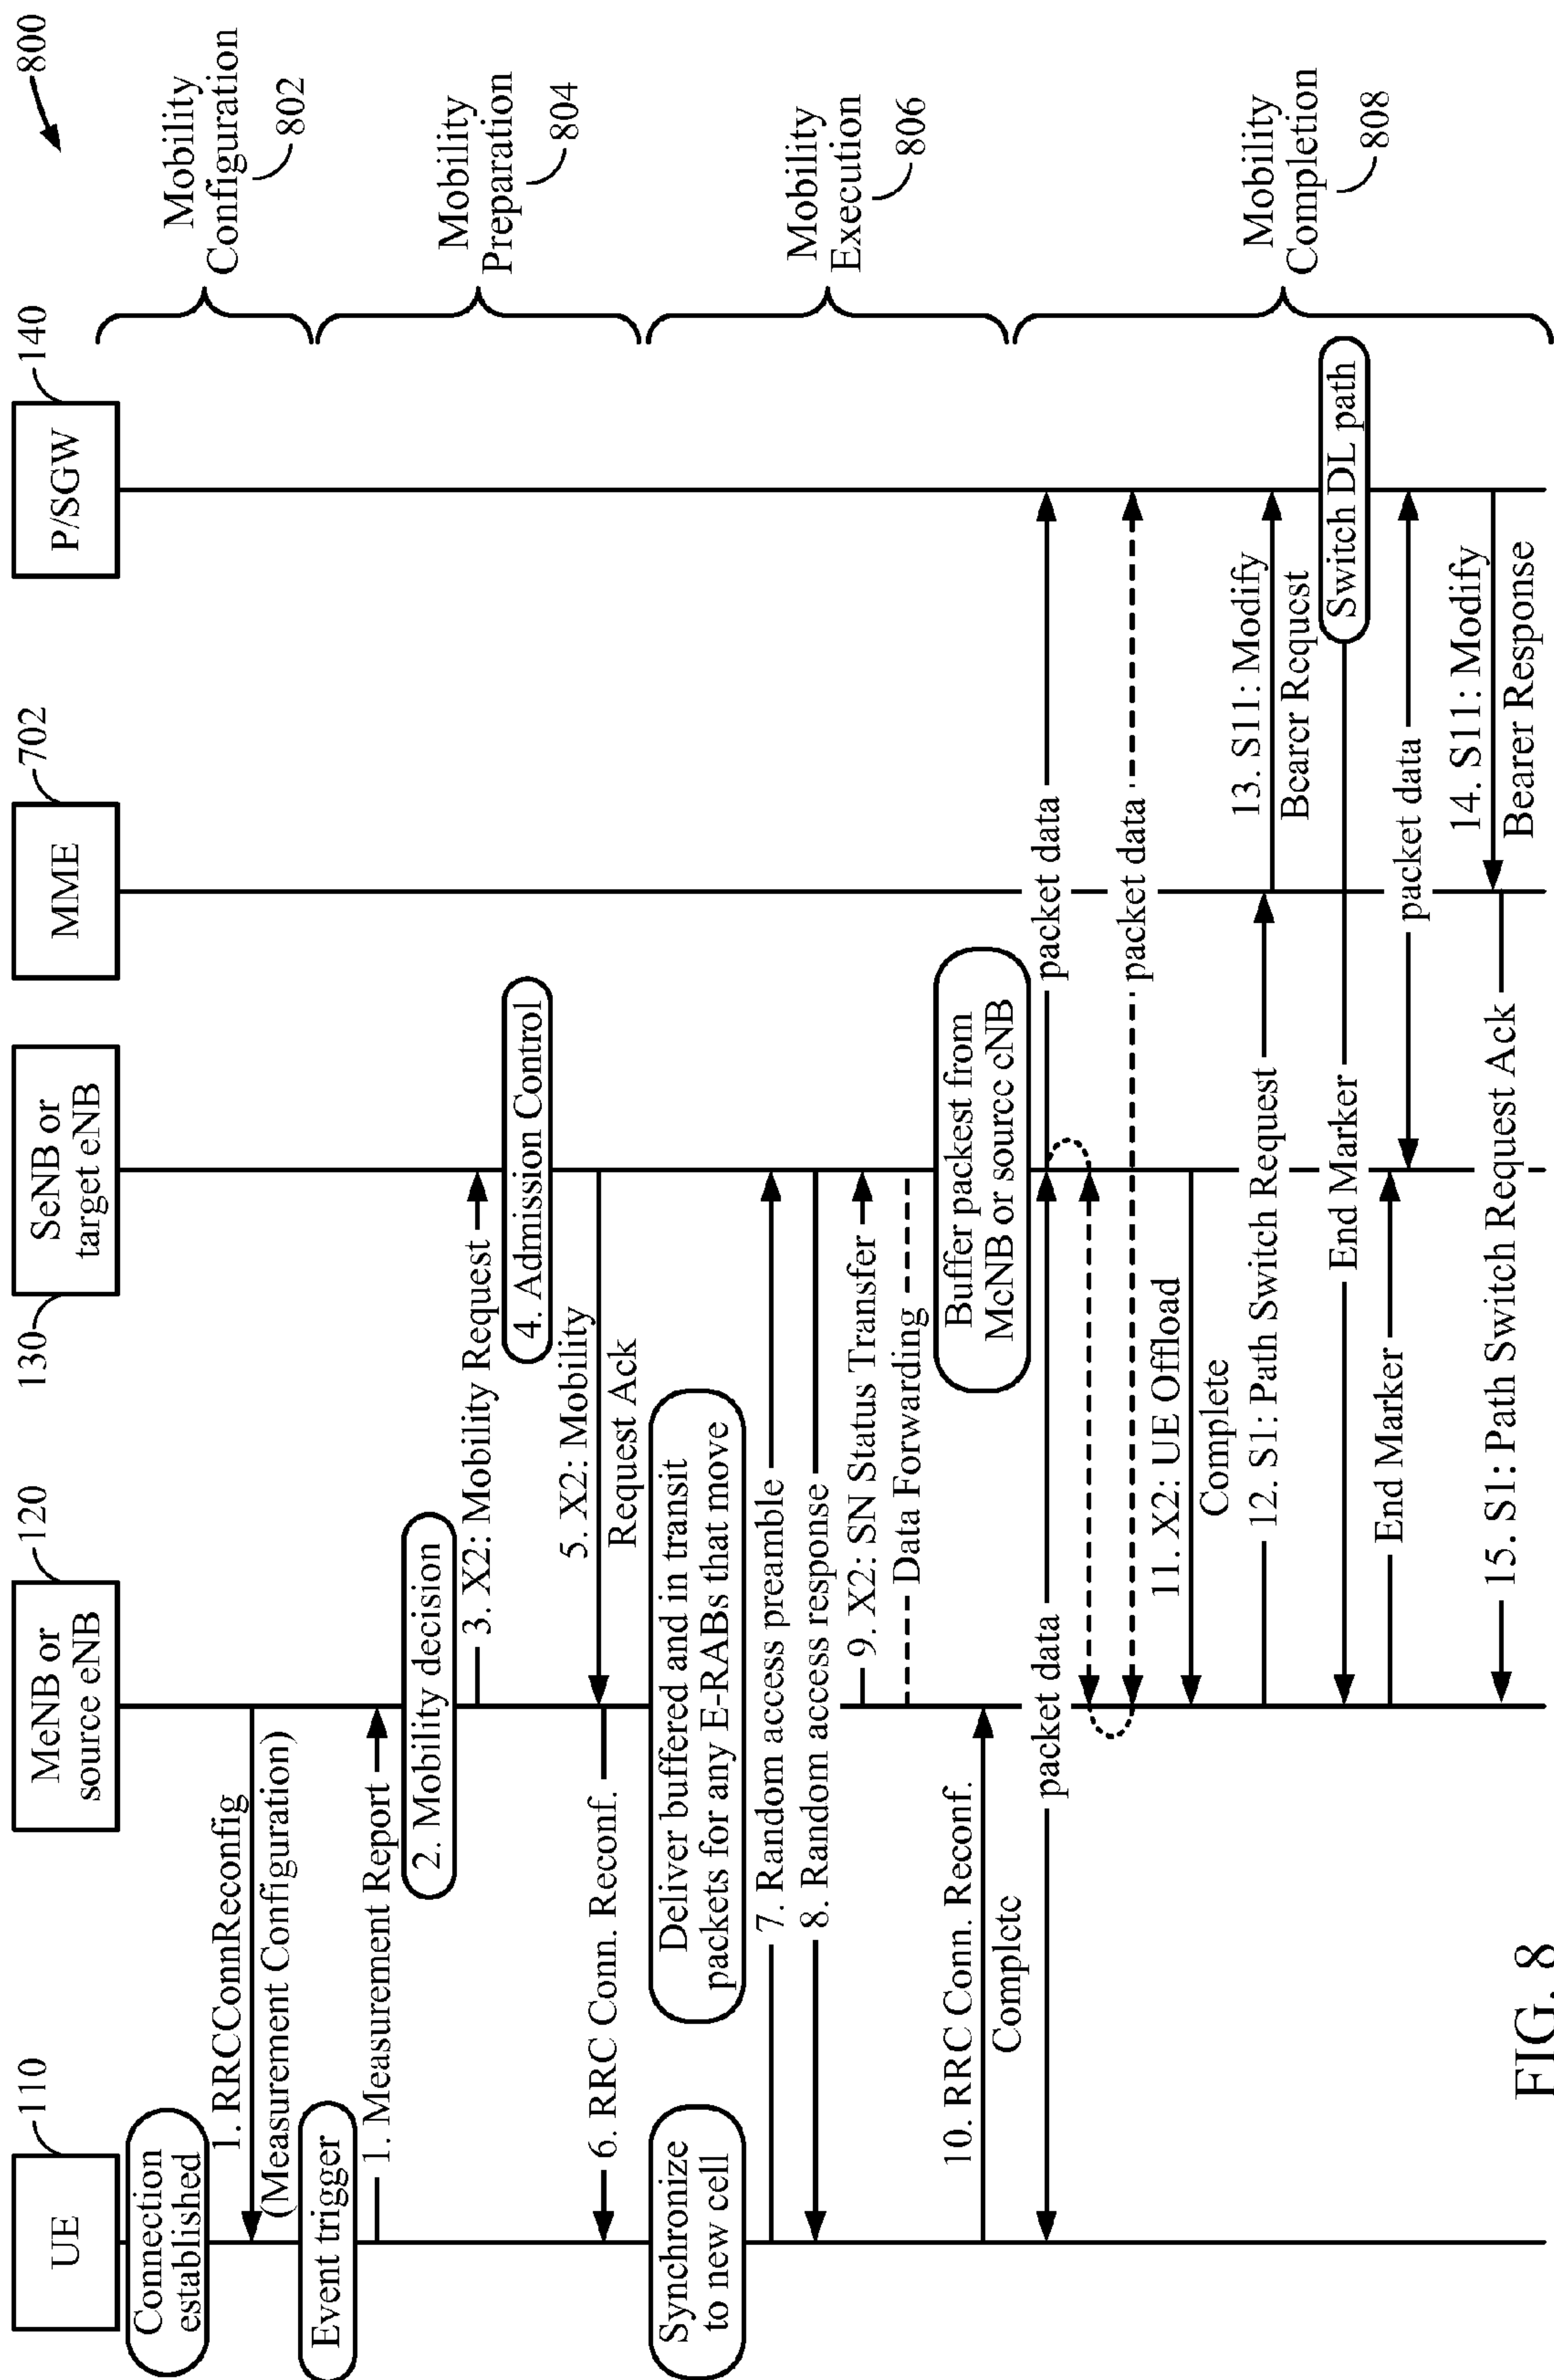 800
UE
110
MeNB or
source eNB
120
SeNB or
target eNB
130
MME
702
P/SGW
140
Connection
established
1. RRCConnReconfig
(Measurement Configuration)
Mobility
Configuration
802
Event trigger
1. Measurement Report
2. Mobility decision
3. X2: Mobility Request
4. Admission Control
5. X2: Mobility
Request Ack
6. RRC Conn. Reconf.
Mobility
Preparation
804
Synchronize
to new cell
Deliver buffered and in transit
packets for any E-RABs that move
7. Random access preamble
8. Random access response
9. X2: SN Status Transfer
Data Forwarding
Buffer packest from
McNB or sourcc cNB
10. RRC Conn. Reconf.
Complctc
Mobility
Execution
806
packet data
packet data
packet data
11. X2: UE Offload
Complete
12. S1: Path Switch Request
13. S11: Modify
Bcarcr Rcqucst
Switch DL path
End Marker
End Marker
packet data
14. S11: Modify
Bearer Response
15. S1: Path Switch Request Ack
Mobility
Completion
808
FIG. 8